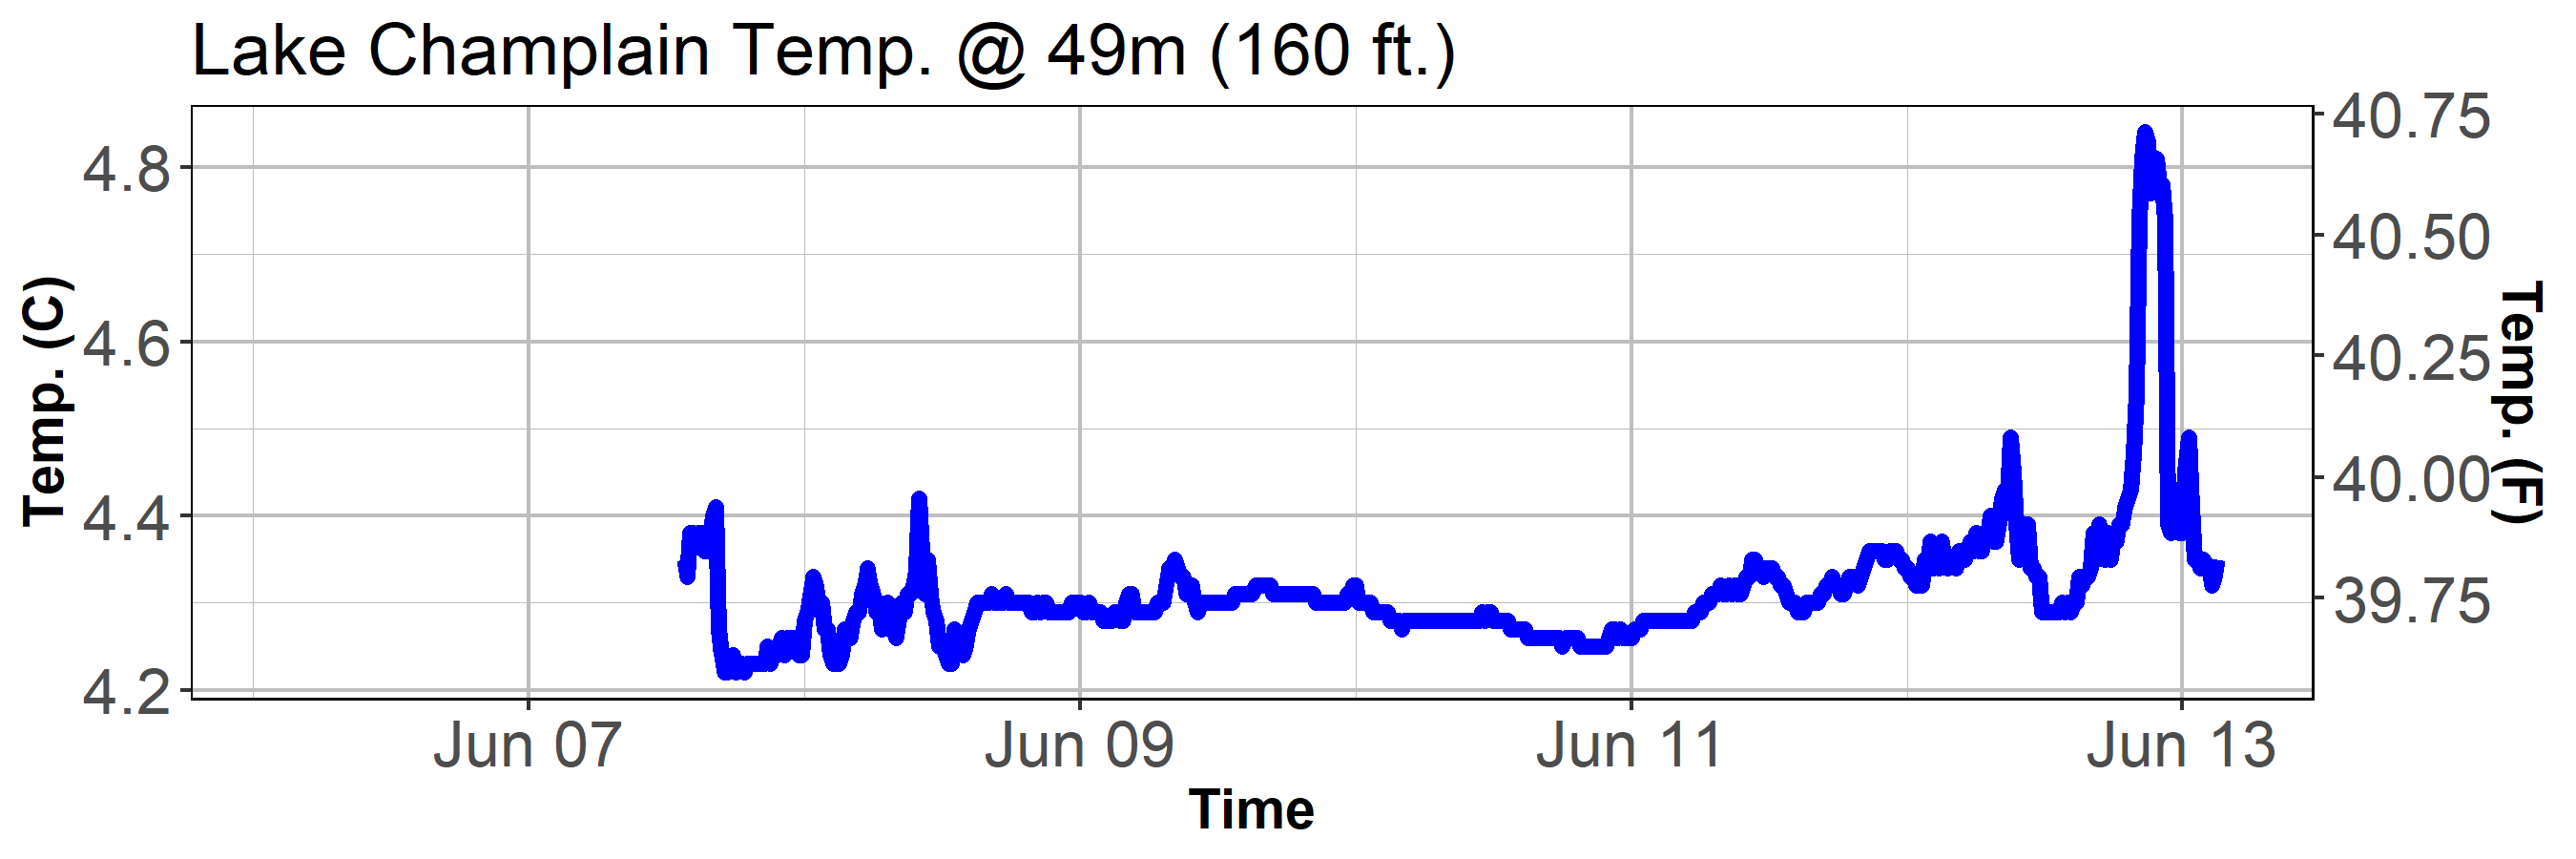 Lake Champlain Temp. @ 49m (160 ft.)
Temp. (C)
4.8
4.6
4.4
4.2
40.75
40.50
40.25
40.00
39.75
Temp. (F)
Jun 07 Jun 09 Jun 11 Jun 13
Time